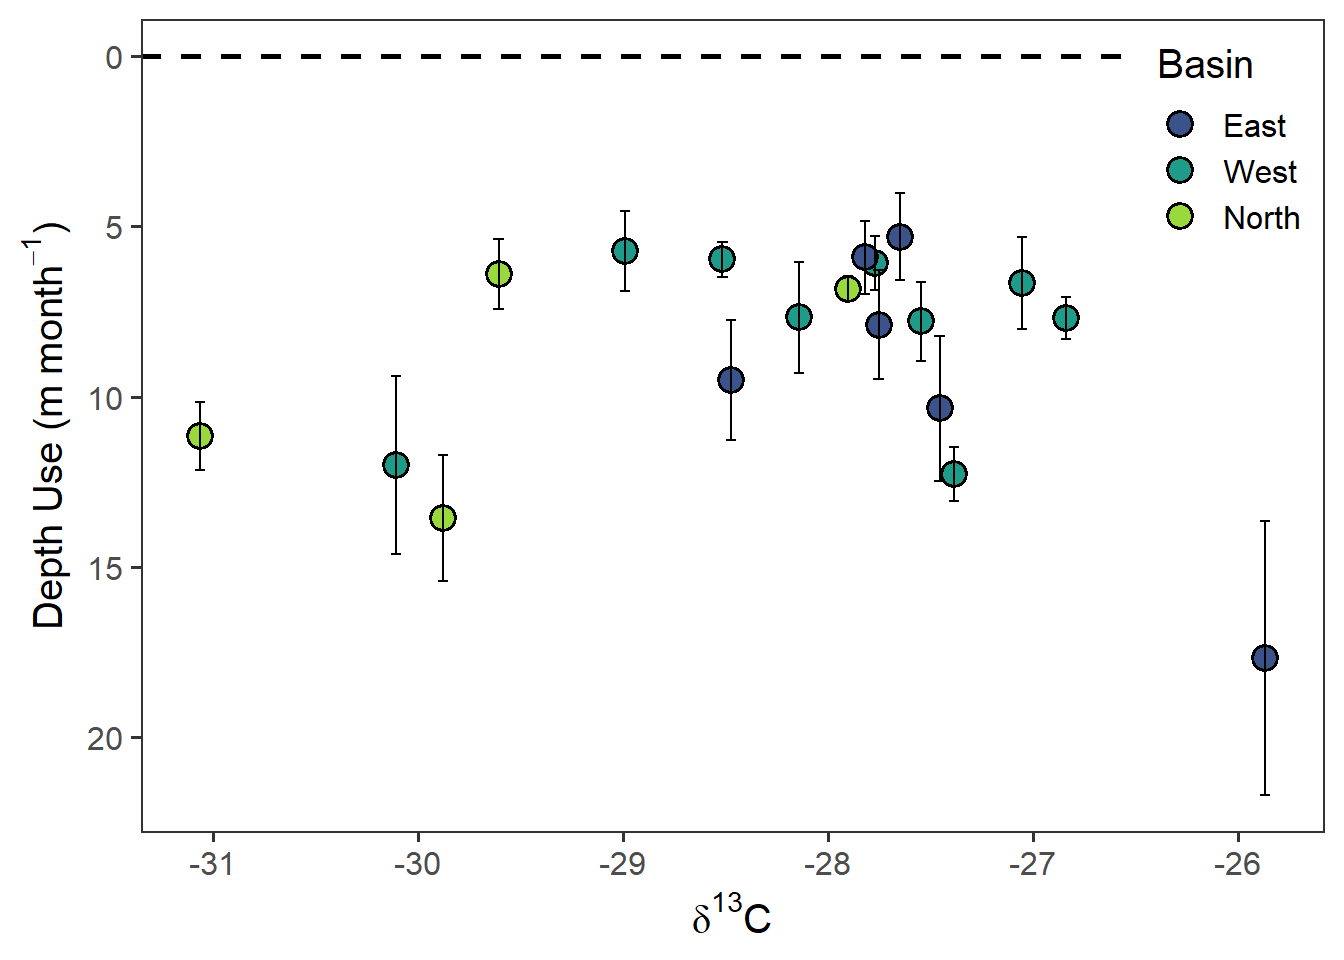 0
5
10
15
20
Depth Use (m month⁻¹)
-31 -30 -29 -28 -27 -26
δ¹³C
Basin
East
West
North